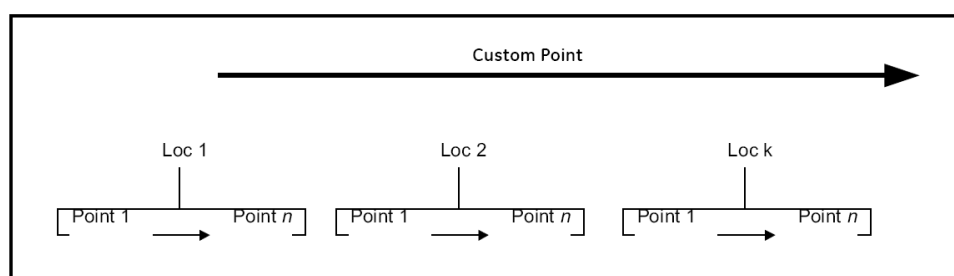 Custom Point
Loc 1 Loc 2 Loc k
Point 1 Point n Point 1 Point n Point 1 Point n